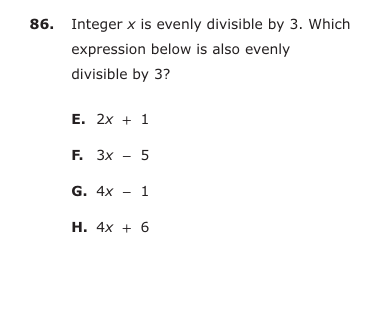 86. Integer x is evenly divisible by 3. Which
expression below is also evenly
divisible by 3?
E. 2x + 1
F. 3x – 5
G. 4x – 1
H. 4x + 6